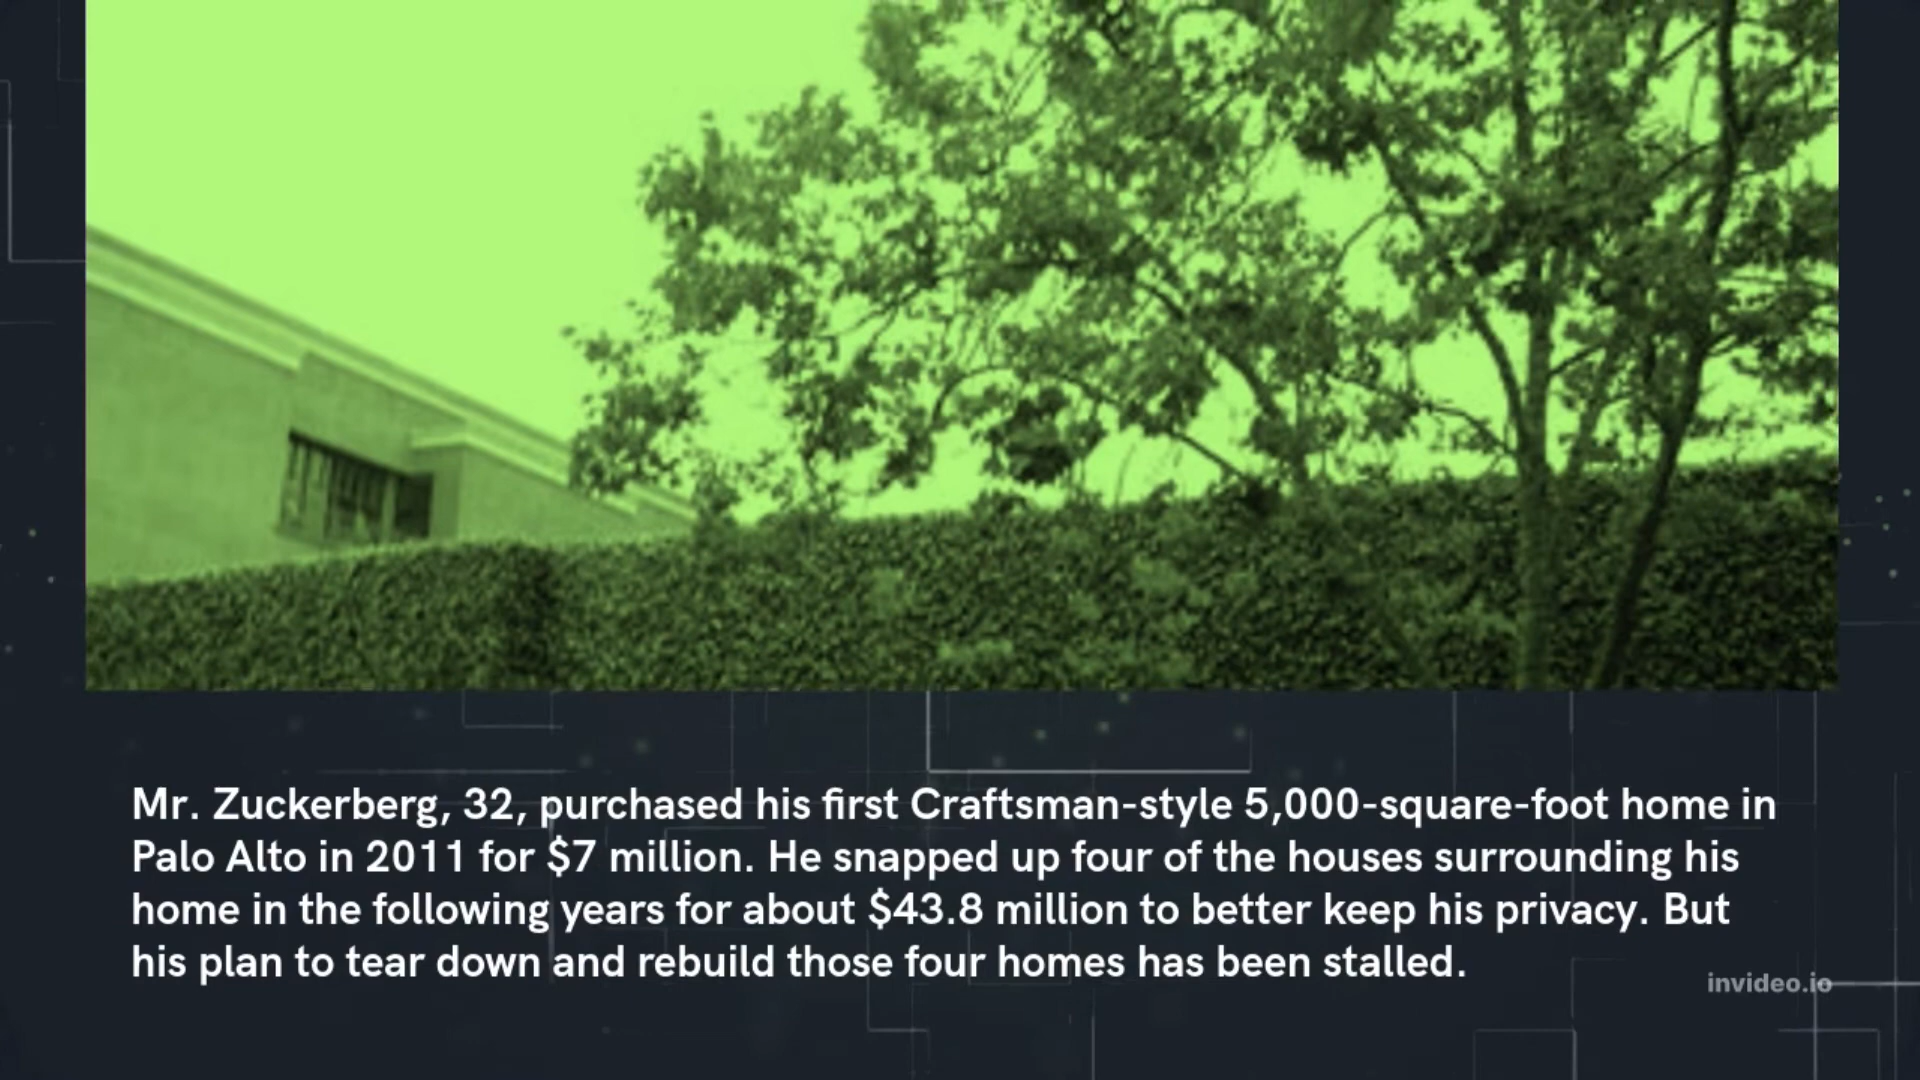 Mr. Zuckerberg, 32, purchased his first Craftsman-style 5,000-square-foot home in
Palo Alto in 2011 for $7 million. He snapped up four of the houses surrounding his
home in the following years for about $43.8 million to better keep his privacy. But
his plan to tear down and rebuild those four homes has been stalled.
invideo.io